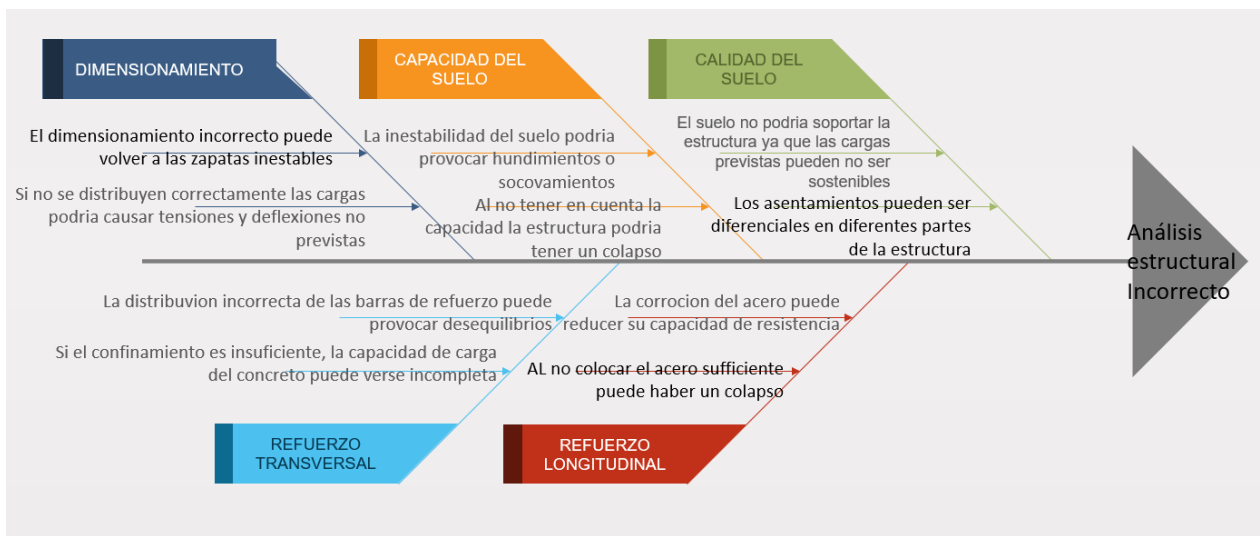 DIMENSIONAMIENTO
El dimensionamiento incorrecto puede
volver a las zapatas inestables
Si no se distribuyen correctamente las cargas
podria causar tensiones y deflexiones no
previstas
CAPACIDAD DEL
SUELO
La inestabilidad del suelo podria
provocar hundimientos o
socovamientos
Al no tener en cuenta la
capacidad la estructura podria
tener un colapso
CALIDAD DEL
SUELO
El suelo no podria soportar la
estructura ya que las cargas
previstas pueden no ser
sostenibles
Los asentamientos pueden ser
diferenciales en diferentes partes
de la estructura
Análisis
estructural
Incorrecto
La distribuvion incorrecta de las barras de refuerzo puede
provocar desequilibrios
Si el confinamiento es insuficiente, la capacidad de carga
del concreto puede verse incompleta
REFUERZO
TRANSVERSAL
La corrocion del acero puede
reducer su capacidad de resistencia
AL no colocar el acero sufficiente
puede haber un colapso
REFUERZO
LONGITUDINAL